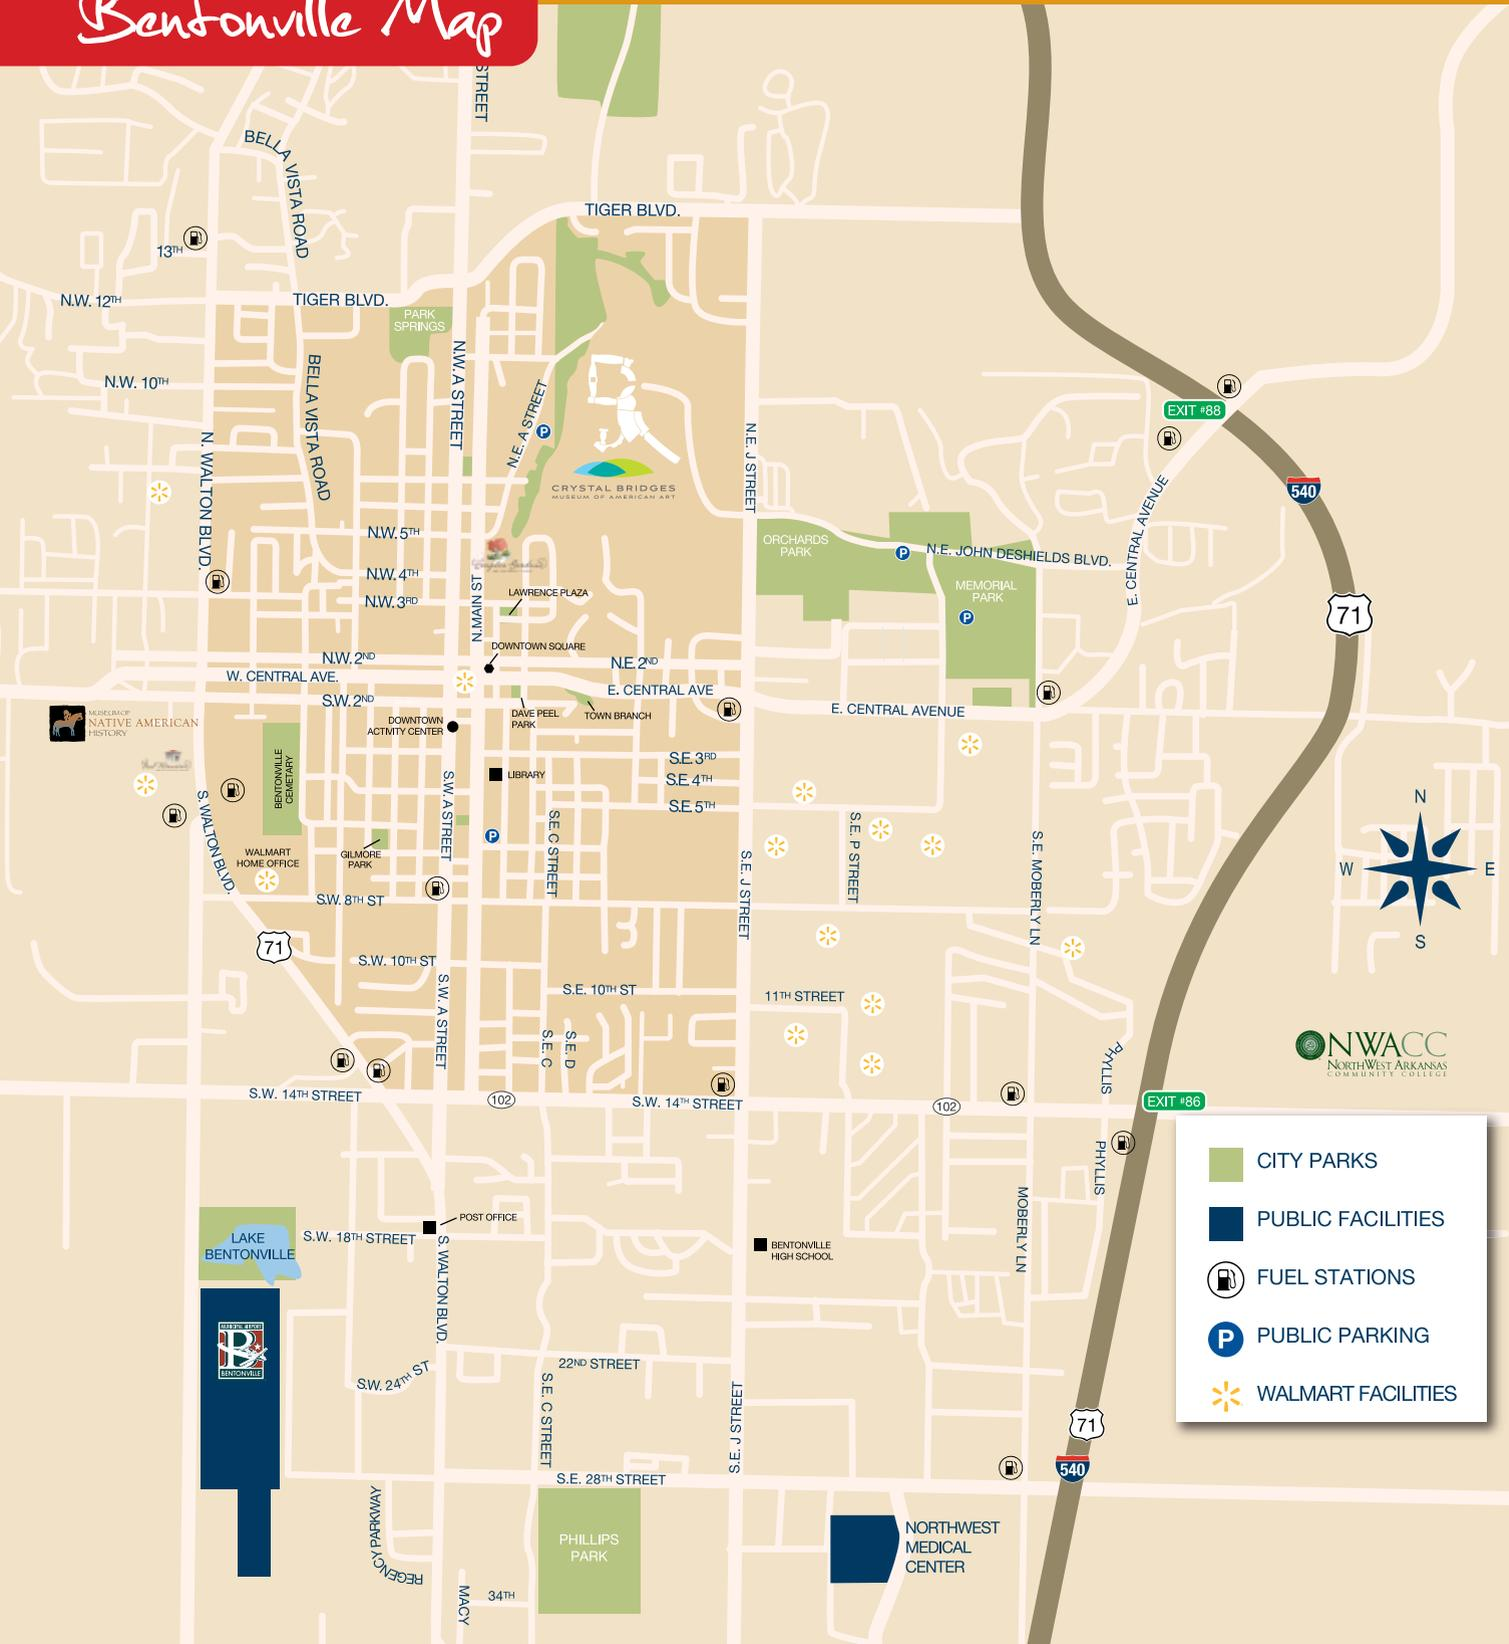 Bentonville Map
STREET
BELLA VISTA ROAD
TIGER BLVD.
13TH
N.W. 12TH
TIGER BLVD.
PARK
SPRINGS
N.W. A STREET
BELLA VISTA ROAD
N.W. 10TH
N.E. A STREET
P
EXIT #88
N. WALTON BLVD.
N.E. J STREET
CRYSTAL BRIDGES
MUSEUM OF AMERICAN ART
540
E. CENTRAL AVENUE
N.W. 5TH
ORCHARDS
PARK
P
N.E. JOHN DESHIELDS BLVD.
N.W. 4TH
N.W. 3RD
N. MAIN ST
LAWRENCE PLAZA
MEMORIAL
PARK
P
71
DOWNTOWN SQUARE
N.W. 2ND
N.E. 2ND
W. CENTRAL AVE.
E. CENTRAL AVE
S.W. 2ND
E. CENTRAL AVENUE
MUSEUM OF
NATIVE AMERICAN
HISTORY
DOWNTOWN
ACTIVITY CENTER
DAVE PEEL
PARK
TOWN BRANCH
BENTONVILLE
CEMETARY
S.E. 3RD
LIBRARY
S.E. 4TH
S.E. 5TH
S.W. A STREET
S. WALTON BLVD.
S.E. C STREET
P
S.E. P STREET
S.E. MOBERLY LN
N
W
E
S
WALMART
HOME OFFICE
GILMORE
PARK
S.E. J STREET
S.W. 8TH ST
71
S.W. 10TH ST
S.W. A STREET
S.E. 10TH ST
11TH STREET
S.E. C
S.E. D
PHYLLIS
NWACC
NORTHWEST ARKANSAS
COMMUNITY COLLEGE
S.W. 14TH STREET
102
S.W. 14TH STREET
102
EXIT #86
PHYLLIS
CITY PARKS
PUBLIC FACILITIES
FUEL STATIONS
P
PUBLIC PARKING
WALMART FACILITIES
MOBERLY LN
POST OFFICE
LAKE
BENTONVILLE
S.W. 18TH STREET
BENTONVILLE
HIGH SCHOOL
S. WALTON BLVD.
MUNICIPAL AIRPORT
B
BENTONVILLE
22ND STREET
S.W. 24TH ST
S.E. C STREET
S.E. J STREET
71
540
S.E. 28TH STREET
REGENCY PARKWAY
PHILLIPS
PARK
NORTHWEST
MEDICAL
CENTER
MACY
34TH